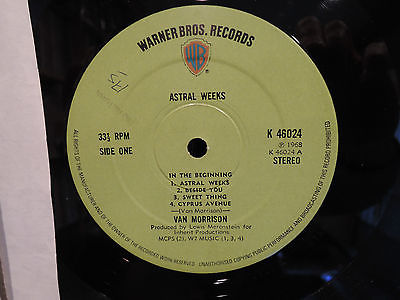 WARNER BROS. RECORDS
WB
ASTRAL WEEKS
33⅓ RPM
SIDE ONE
K 46024
℗ 1968
K 46024 A
STEREO
IN THE BEGINNING
1. ASTRAL WEEKS
2. BESIDE YOU
3. SWEET THING
4. CYPRUS AVENUE
—(Van Morrison)—
VAN MORRISON
Produced by Lewis Merenstein for
Inherit Productions
MCPS (2), W7 MUSIC (1, 3, 4)
ALL RIGHTS OF THE MANUFACTURER AND OF THE OWNER OF THE RECORDED WORK RESERVED
UNAUTHORISED COPYING PUBLIC PERFORMANCE AND BROADCASTING OF THIS RECORD PROHIBITED